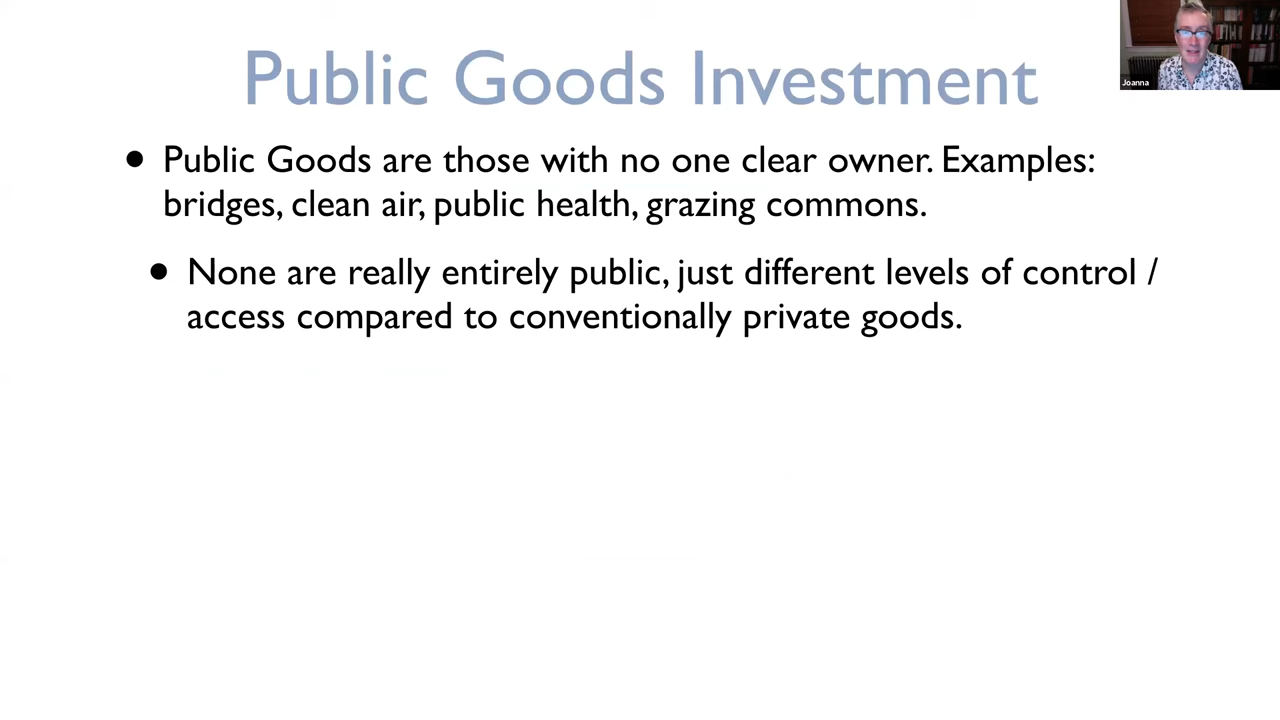 Public Goods Investment
• Public Goods are those with no one clear owner. Examples:
bridges, clean air, public health, grazing commons.
• None are really entirely public, just different levels of control /
access compared to conventionally private goods.
Joanna